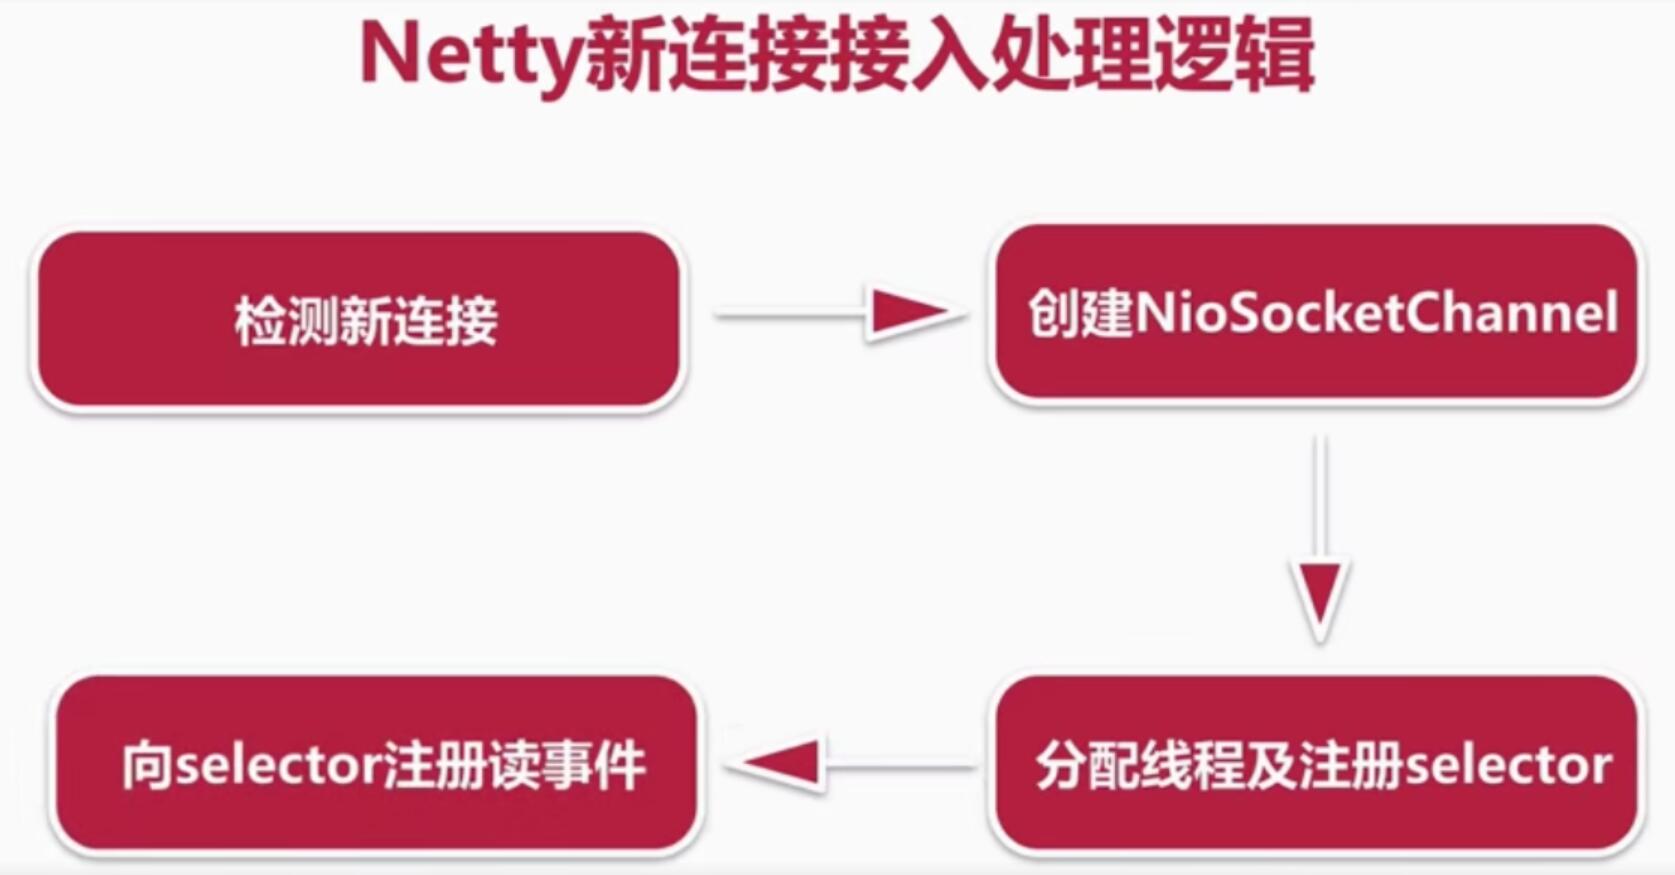 Netty新连接接入处理逻辑
检测新连接
创建NioSocketChannel
分配线程及注册selector
向selector注册读事件